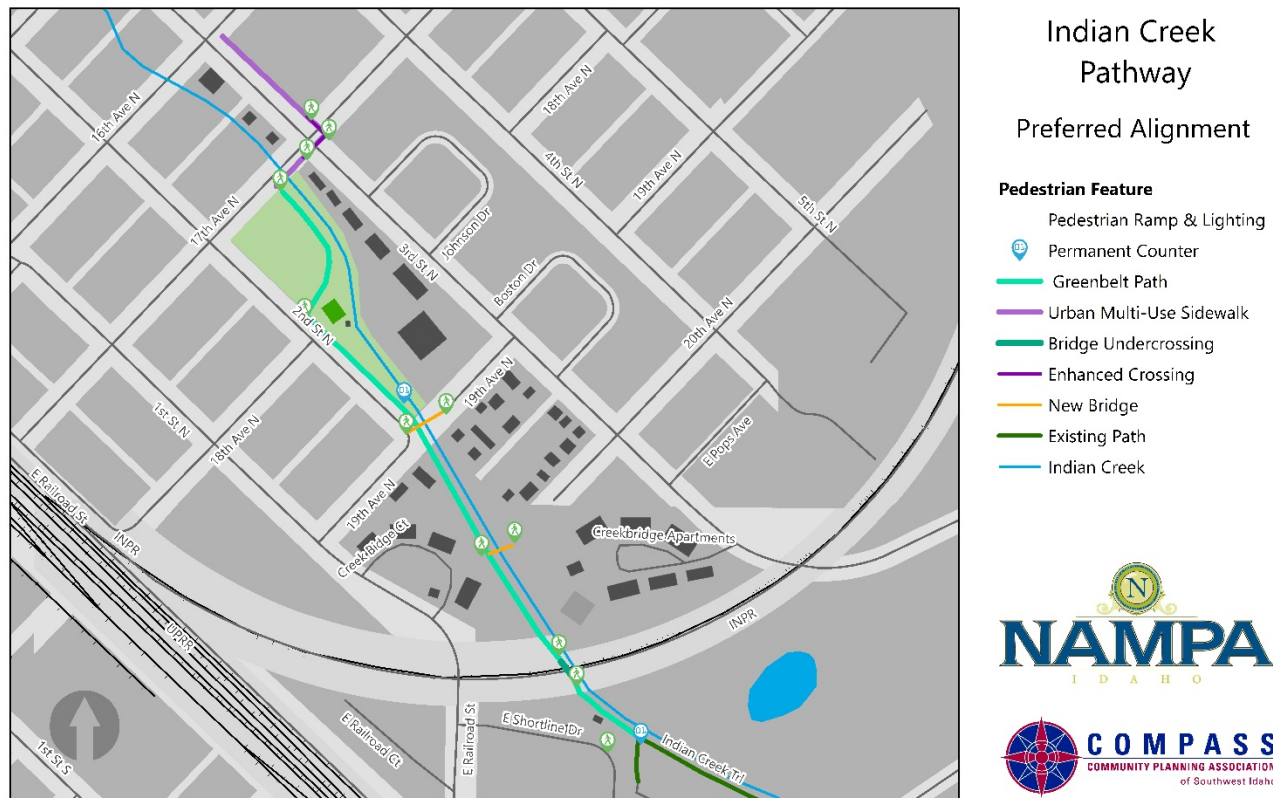 Indian Creek
Pathway
Preferred Alignment
Pedestrian Feature
Pedestrian Ramp & Lighting
Permanent Counter
Greenbelt Path
Urban Multi-Use Sidewalk
Bridge Undercrossing
Enhanced Crossing
New Bridge
Existing Path
Indian Creek
16th Ave N
18th Ave N
17th Ave N
4th St N
19th Ave N
5th St N
Johnson Dr
3rd St N
Boston Dr
2nd St N
20th Ave N
19th Ave N
1st St N
18th Ave N
E Pops Ave
E Railroad St
19th Ave N
INPR
Creek Bidge Ct
Creekbridge Apartments
UPRR
INPR
E Shortline Dr
E Railroad Ct
E Railroad St
Indian Creek Trl
1st St S
N
NAMPA
IDAHO
COMPASS
COMMUNITY PLANNING ASSOCIATION
of Southwest Idaho